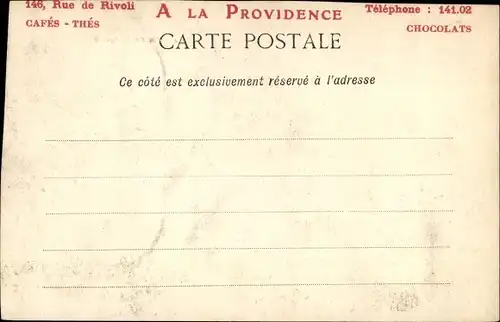 146, Rue de Rivoli A LA PROVIDENCE Téléphone : 141.02
CAFÉS - THÉS CHOCOLATS
CARTE POSTALE
Ce côté est exclusivement réservé à l'adresse